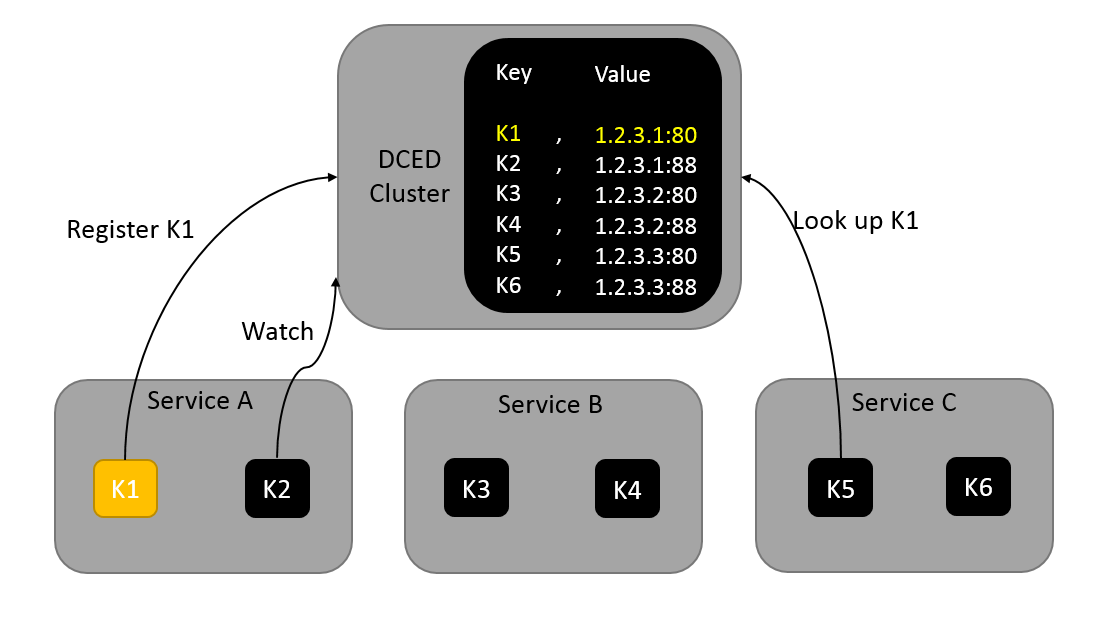 Key Value
DCED
Cluster
K1 , 1.2.3.1:80
K2 , 1.2.3.1:88
K3 , 1.2.3.2:80
K4 , 1.2.3.2:88
K5 , 1.2.3.3:80
K6 , 1.2.3.3:88
Register K1
Look up K1
Watch
Service A
K1
K2
Service B
K3
K4
Service C
K5
K6